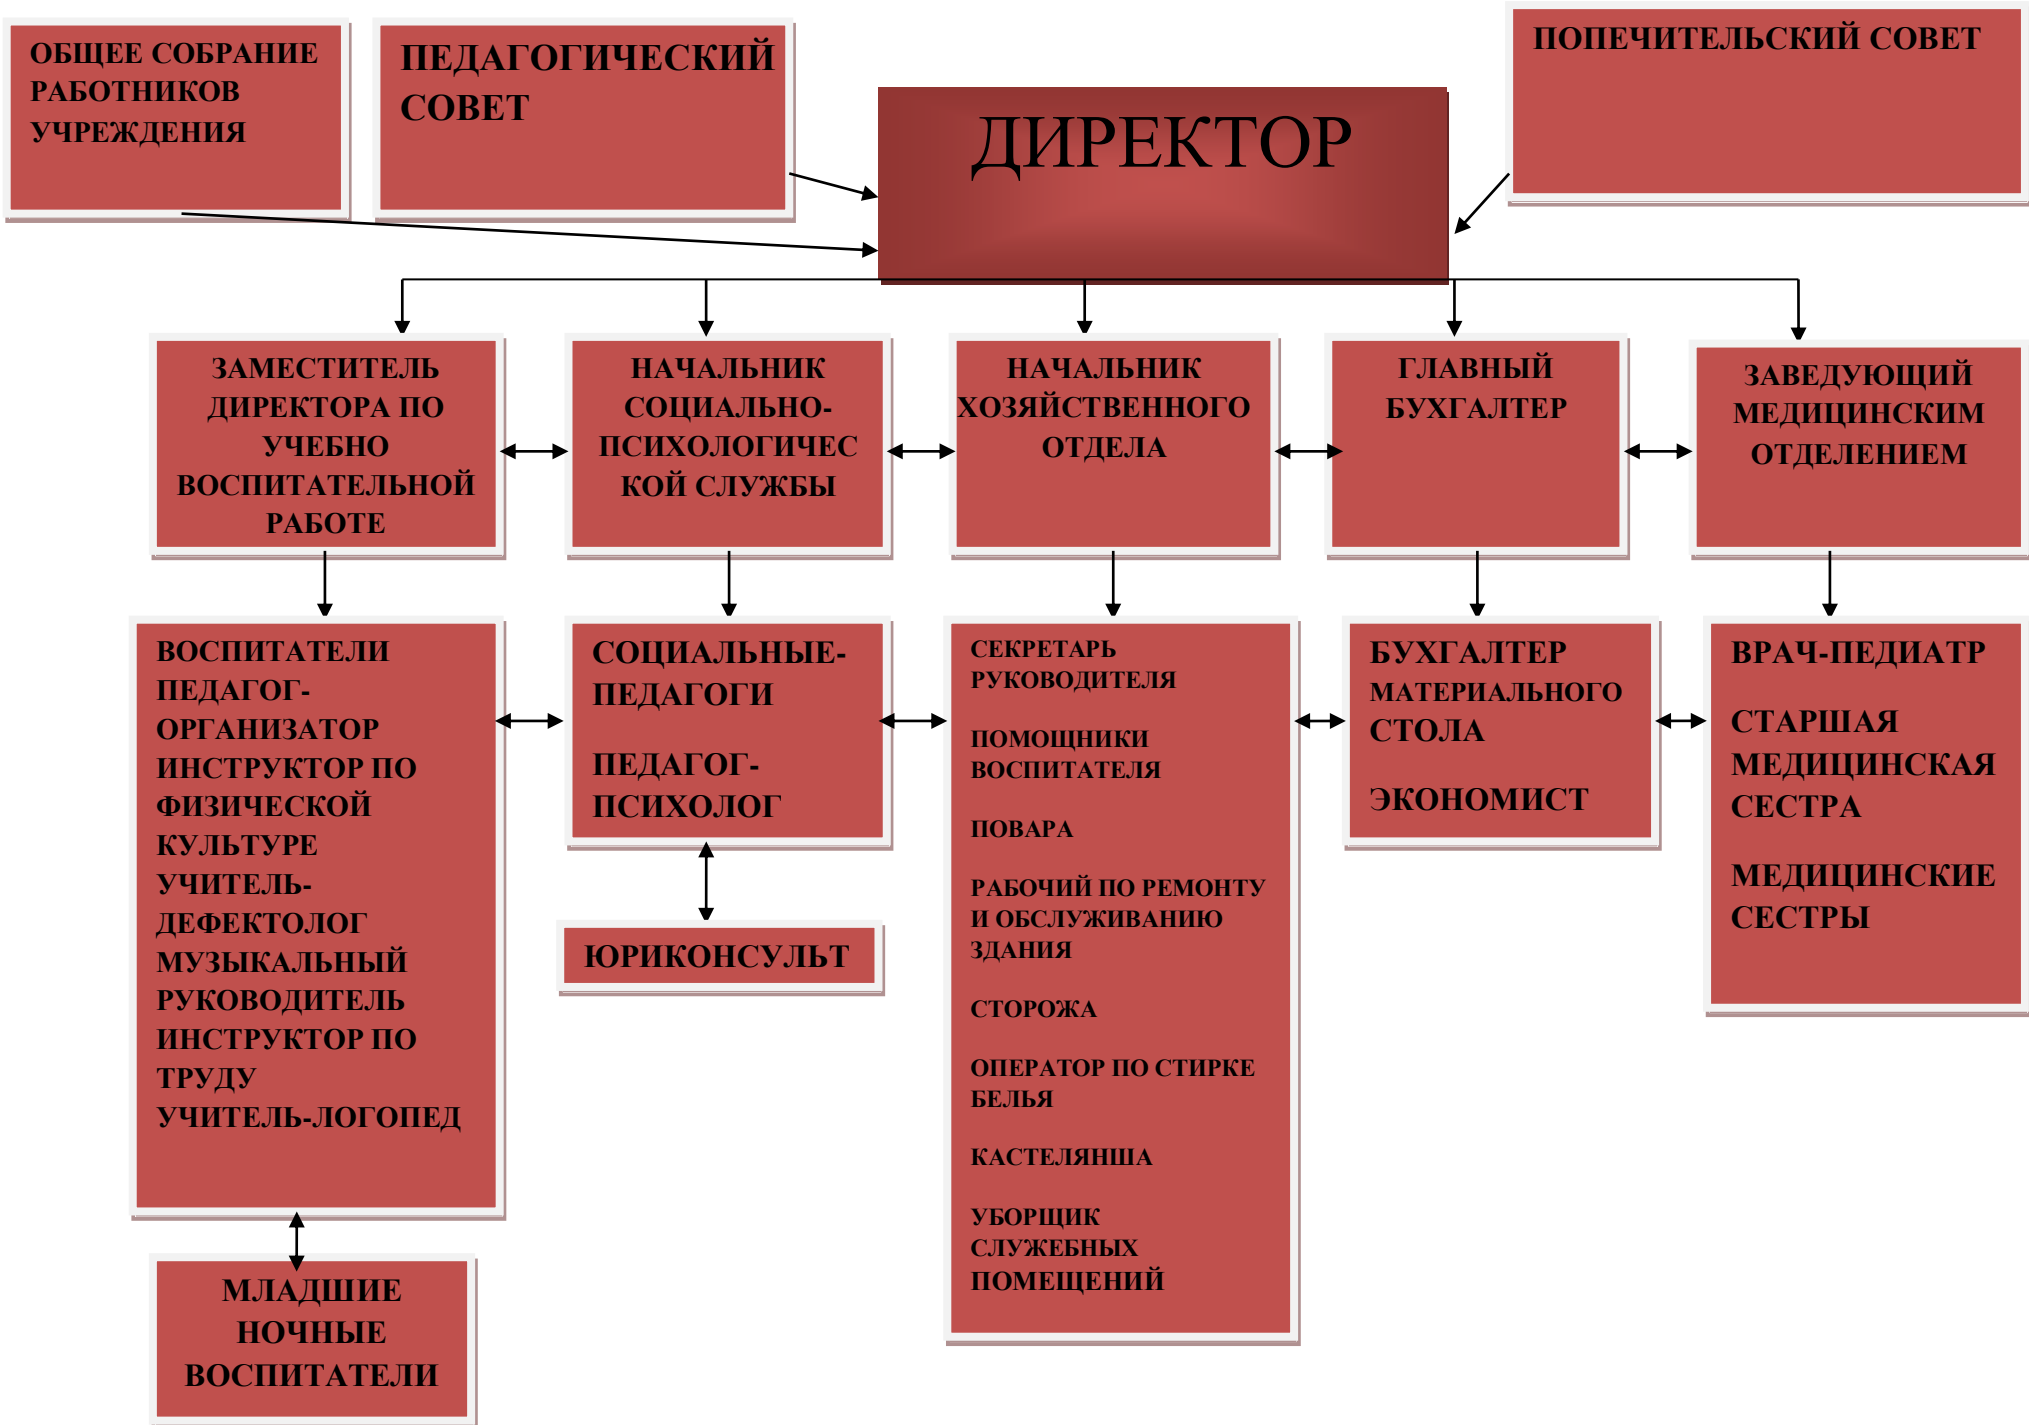 ОБЩЕЕ СОБРАНИЕ
РАБОТНИКОВ
УЧРЕЖДЕНИЯ
ПЕДАГОГИЧЕСКИЙ
СОВЕТ
ДИРЕКТОР
ПОПЕЧИТЕЛЬСКИЙ СОВЕТ
ЗАМЕСТИТЕЛЬ
ДИРЕКТОРА ПО
УЧЕБНО
ВОСПИТАТЕЛЬНОЙ
РАБОТЕ
НАЧАЛЬНИК
СОЦИАЛЬНО-
ПСИХОЛОГИЧЕС
КОЙ СЛУЖБЫ
НАЧАЛЬНИК
ХОЗЯЙСТВЕННОГО
ОТДЕЛА
ГЛАВНЫЙ
БУХГАЛТЕР
ЗАВЕДУЮЩИЙ
МЕДИЦИНСКИМ
ОТДЕЛЕНИЕМ
ВОСПИТАТЕЛИ
ПЕДАГОГ-
ОРГАНИЗАТОР
ИНСТРУКТОР ПО
ФИЗИЧЕСКОЙ
КУЛЬТУРЕ
УЧИТЕЛЬ-
ДЕФЕКТОЛОГ
МУЗЫКАЛЬНЫЙ
РУКОВОДИТЕЛЬ
ИНСТРУКТОР ПО
ТРУДУ
УЧИТЕЛЬ-ЛОГОПЕД
СОЦИАЛЬНЫЕ-
ПЕДАГОГИ
ПЕДАГОГ-
ПСИХОЛОГ
СЕКРЕТАРЬ
РУКОВОДИТЕЛЯ
ПОМОЩНИКИ
ВОСПИТАТЕЛЯ
ПОВАРА
РАБОЧИЙ ПО РЕМОНТУ
И ОБСЛУЖИВАНИЮ
ЗДАНИЯ
СТОРОЖА
ОПЕРАТОР ПО СТИРКЕ
БЕЛЬЯ
КАСТЕЛЯНША
УБОРЩИК
СЛУЖЕБНЫХ
ПОМЕЩЕНИЙ
БУХГАЛТЕР
МАТЕРИАЛЬНОГО
СТОЛА
ЭКОНОМИСТ
ВРАЧ-ПЕДИАТР
СТАРШАЯ
МЕДИЦИНСКАЯ
СЕСТРА
МЕДИЦИНСКИЕ
СЕСТРЫ
ЮРИКОНСУЛЬТ
МЛАДШИЕ
НОЧНЫЕ
ВОСПИТАТЕЛИ